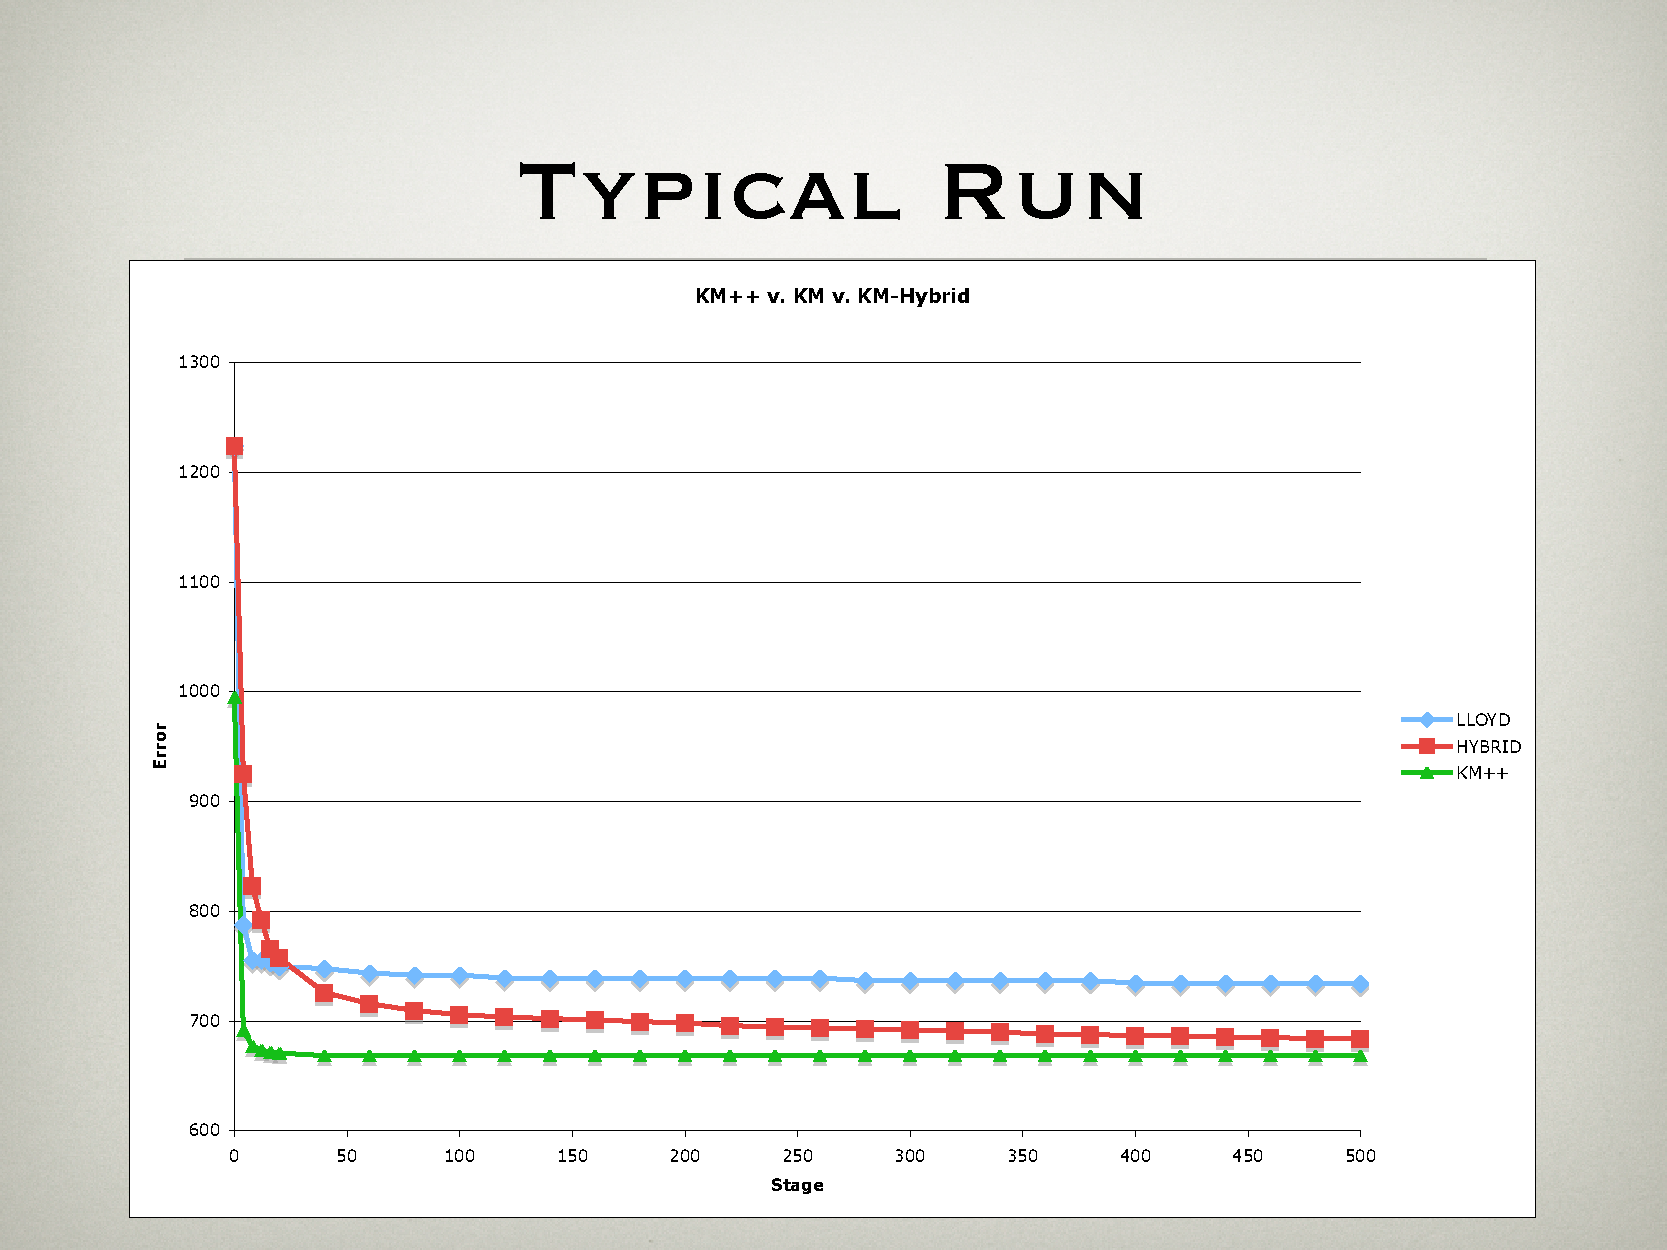 TYPICAL RUN
KM++ v. KM v. KM-Hybrid
1300
1200
1100
1000
900
800
700
600
Error
0 50 100 150 200 250 300 350 400 450 500
Stage
LLOYD
HYBRID
KM++